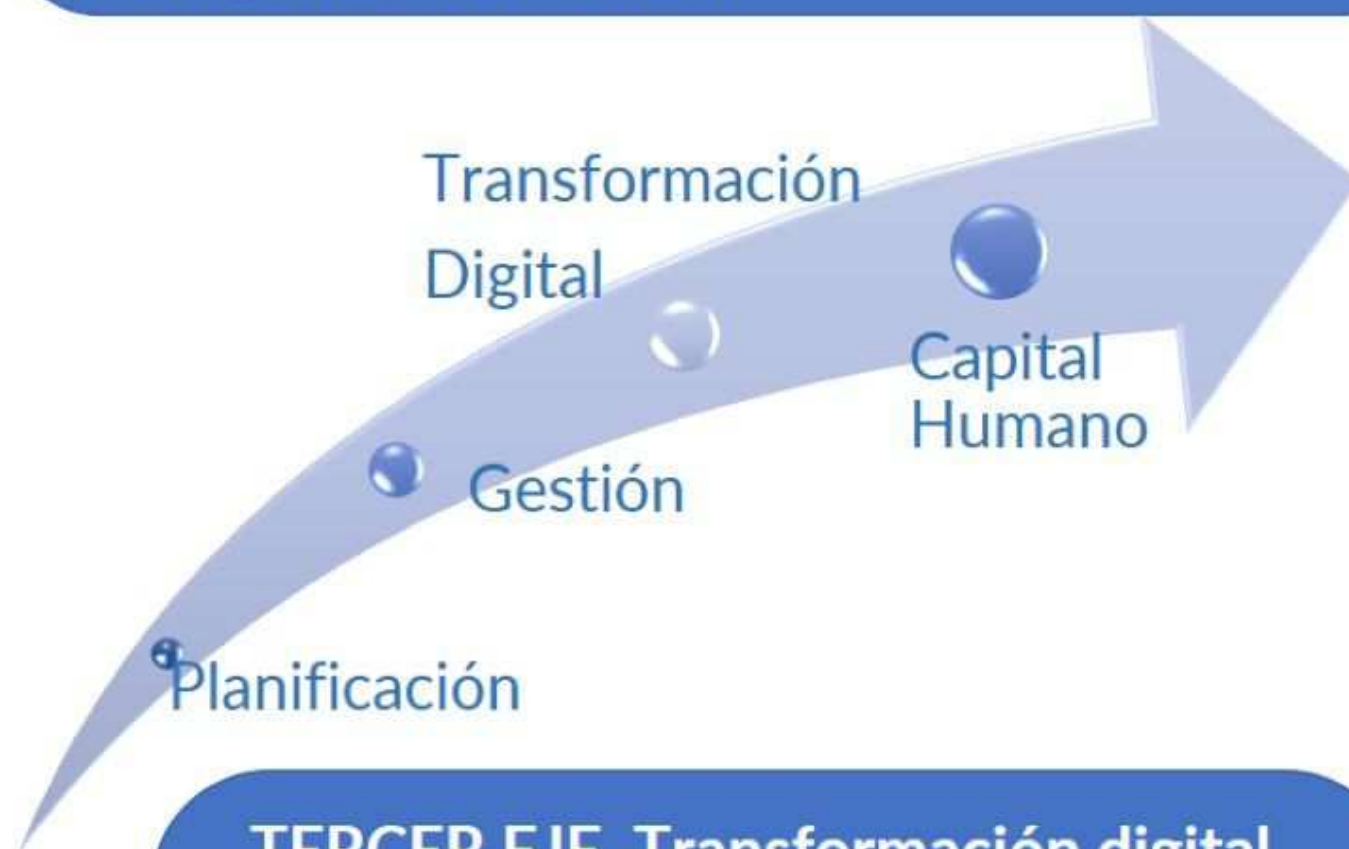 Transformación
Digital
Capital
Humano
Gestión
Planificación
TERCER EJE. Transformación digital